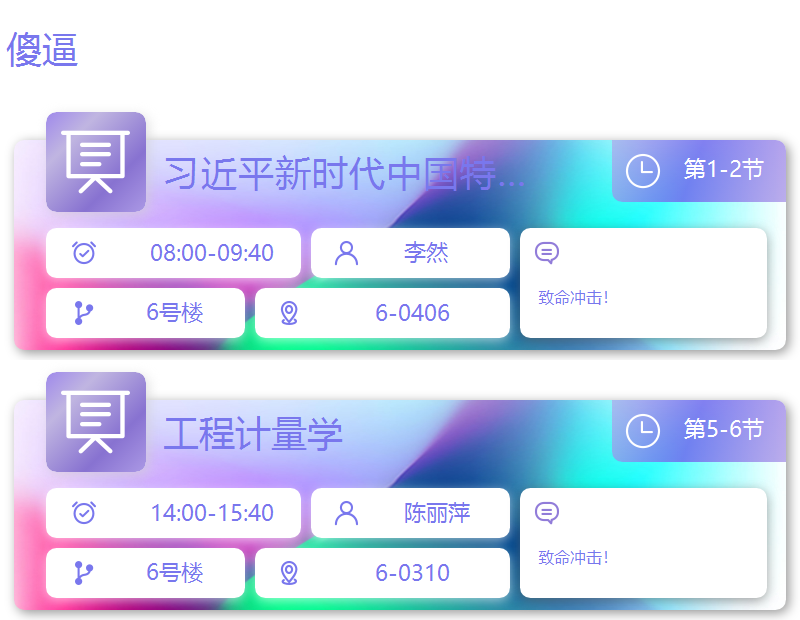 傻逼
习近平新时代中国特...
第1-2节
08:00-09:40
李然
致命冲击!
6号楼
6-0406
工程计量学
第5-6节
14:00-15:40
陈丽萍
致命冲击!
6号楼
6-0310